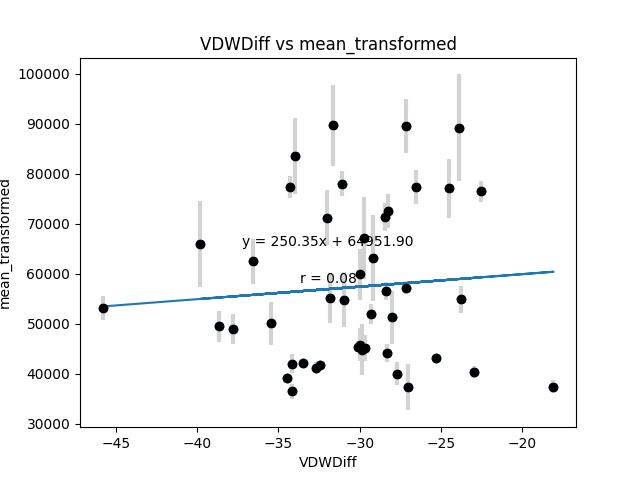 VDWDiff vs mean_transformed
100000
90000
80000
70000
60000
50000
40000
30000
mean_transformed
y = 250.35x + 64951.90
r = 0.08
−45
−40
−35
−30
−25
−20
VDWDiff